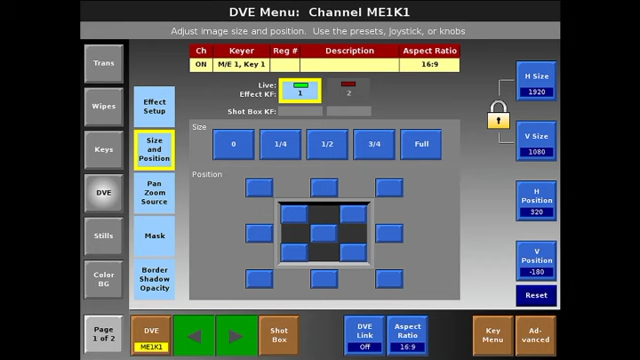 DVE Menu: Channel ME1K1
Adjust image size and position. Use the presets, Joystick, or knobs
Ch Keyer Reg # Description Aspect Ratio
ON M/E 1, Key 1 16:9
Live:
Effect KF:
1
2
Shot Box KF:
Trans
Wipes
Keys
DVE
Stills
Color
BG
Page
1 of 2
Effect
Setup
Size
and
Position
Pan
Zoom
Source
Mask
Border
Shadow
Opacity
Size
0 1/4 1/2 3/4 Full
Position
H Size
1920
V Size
1080
H
Position
320
V
Position
-180
Reset
DVE
ME1K1
Shot
Box
DVE
Link
Off
Aspect
Ratio
16:9
Key
Menu
Ad-
vanced